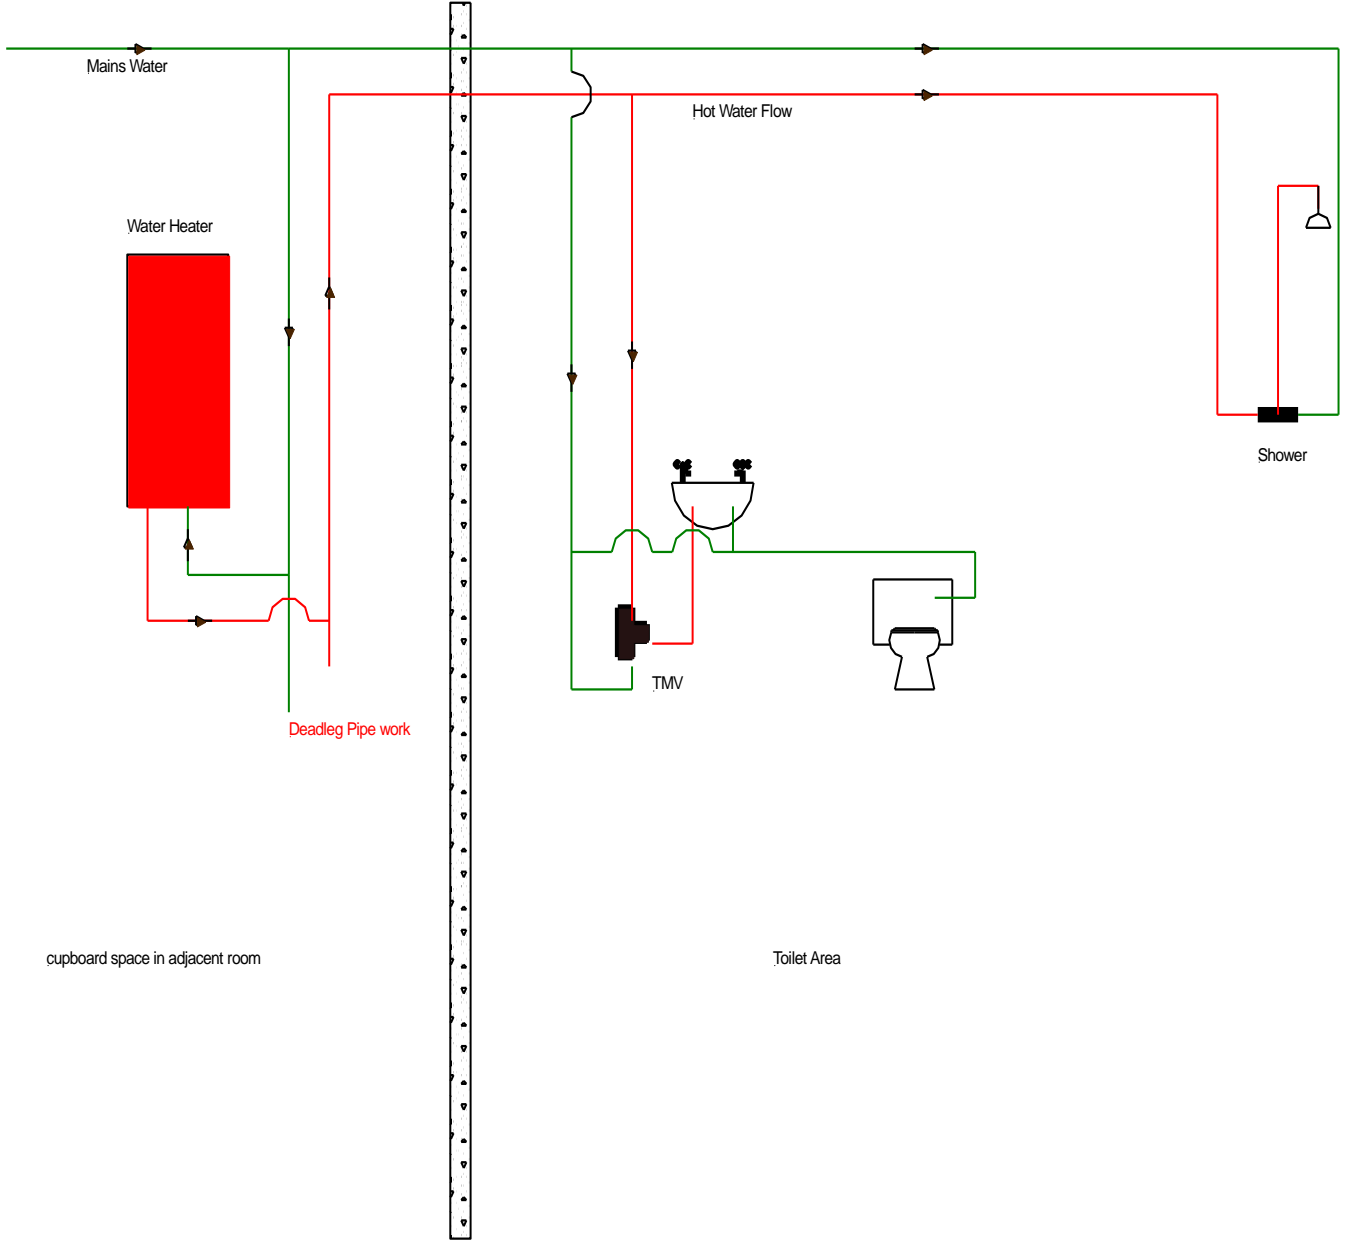 Mains Water
Hot Water Flow
Water Heater
Shower
TMV
Deadleg Pipe work
cupboard space in adjacent room
Toilet Area